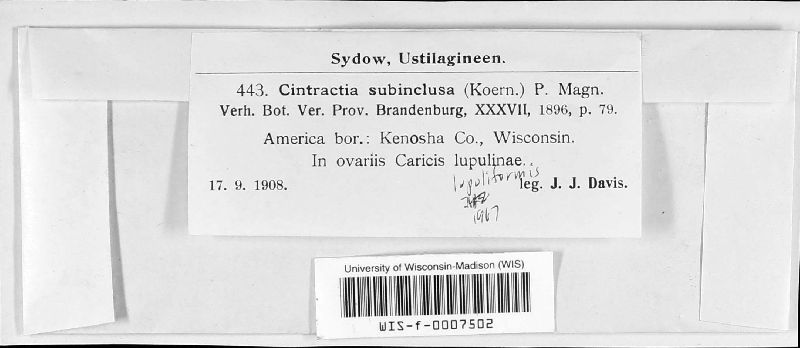 Sydow, Ustilagineen.
443. Cintractia subinclusa (Koern.) P. Magn.
Verh. Bot. Ver. Prov. Brandenburg, XXXVII, 1896, p. 79.
America bor.: Kenosha Co., Wisconsin.
In ovariis Caricis lupulinae.
lupuliformis
17. 9. 1908. leg. J. J. Davis.
1967
University of Wisconsin-Madison (WIS)
WIS-f-0007502